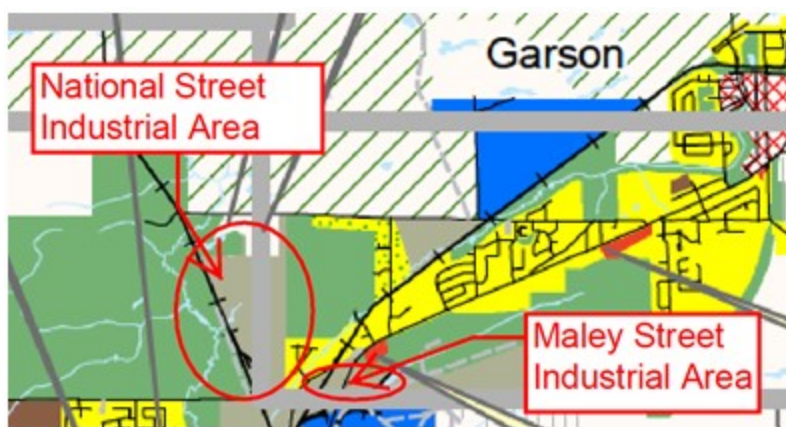 Garson
National Street
Industrial Area
Maley Street
Industrial Area